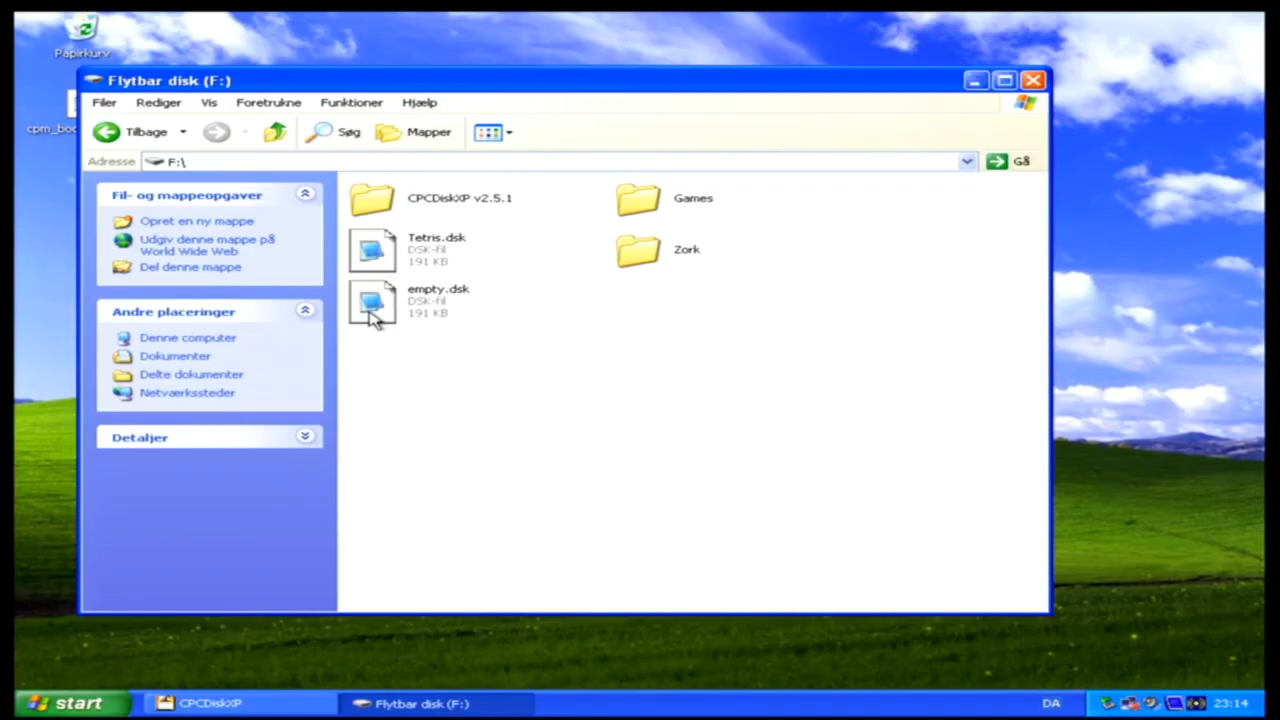 Papirkurv
Flytbar disk (F:)
Filer Rediger Vis Foretrukne Funktioner Hjælp
cpm_boo
Tilbage Søg Mapper
Adresse F:\ Gå
Fil- og mappeopgaver
Opret en ny mappe
Udgiv denne mappe på
World Wide Web
Del denne mappe
Andre placeringer
Denne computer
Dokumenter
Delte dokumenter
Netværkssteder
Detaljer
CPCDiskXP v2.5.1
Games
Tetris.dsk
DSK-fil
191 KB
Zork
empty.dsk
DSK-fil
191 KB
start CPCDiskXP Flytbar disk (F:) DA 23:14